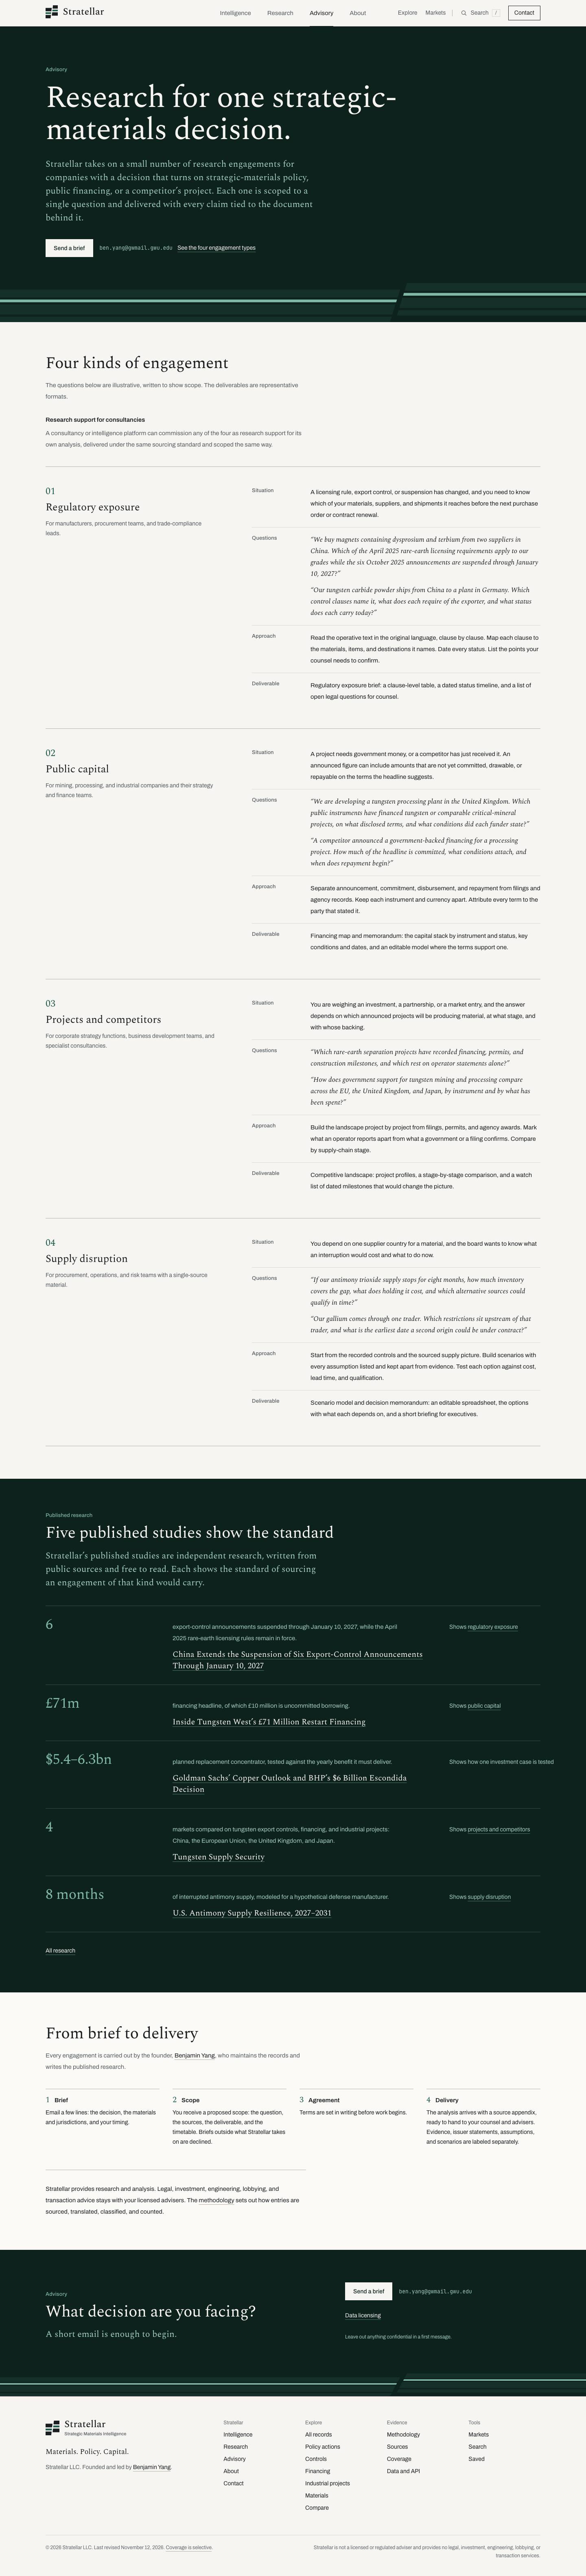 Stratellar
Intelligence
Research
Advisory
About
Explore
Markets
Search
/
Contact
Advisory
Research for one strategic-
materials decision.
Stratellar takes on a small number of research engagements for
companies with a decision that turns on strategic-materials policy,
public financing, or a competitor's project. Each one is scoped to a
single question and delivered with every claim tied to the document
behind it.
Send a brief
ben.yang@gwmail.gwu.edu
See the four engagement types
Four kinds of engagement
The questions below are illustrative, written to show scope. The deliverables are representative
formats.
Research support for consultancies
A consultancy or intelligence platform can commission any of the four as research support for its
own analysis, delivered under the same sourcing standard and scoped the same way.
01
Regulatory exposure
For manufacturers, procurement teams, and trade-compliance
leads.
Situation
A licensing rule, export control, or suspension has changed, and you need to know
which of your materials, suppliers, and shipments it reaches before the next purchase
order or contract renewal.
Questions
“We buy magnets containing dysprosium and terbium from two suppliers in
China. Which of the April 2025 rare-earth licensing requirements apply to our
grades while the six October 2025 announcements are suspended through January
10, 2027?”
“Our tungsten carbide powder ships from China to a plant in Germany. Which
control clauses name it, what does each require of the exporter, and what status
does each carry today?”
Approach
Read the operative text in the original language, clause by clause. Map each clause to
the materials, items, and destinations it names. Date every status. List the points your
counsel needs to confirm.
Deliverable
Regulatory exposure brief: a clause-level table, a dated status timeline, and a list of
open legal questions for counsel.
02
Public capital
For mining, processing, and industrial companies and their strategy
and finance teams.
Situation
A project needs government money, or a competitor has just received it. An
announced figure can include amounts that are not yet committed, drawable, or
repayable on the terms the headline suggests.
Questions
“We are developing a tungsten processing plant in the United Kingdom. Which
public instruments have financed tungsten or comparable critical-mineral
projects, on what disclosed terms, and what conditions did each funder state?”
“A competitor announced a government-backed financing for a processing
project. How much of the headline is committed, what conditions attach, and
when does repayment begin?”
Approach
Separate announcement, commitment, disbursement, and repayment from filings and
agency records. Keep each instrument and currency apart. Attribute every term to the
party that stated it.
Deliverable
Financing map and memorandum: the capital stack by instrument and status, key
conditions and dates, and an editable model where the terms support one.
03
Projects and competitors
For corporate strategy functions, business development teams, and
specialist consultancies.
Situation
You are weighing an investment, a partnership, or a market entry, and the answer
depends on which announced projects will be producing material, at what stage, and
with whose backing.
Questions
“Which rare-earth separation projects have recorded financing, permits, and
construction milestones, and which rest on operator statements alone?”
“How does government support for tungsten mining and processing compare
across the EU, the United Kingdom, and Japan, by instrument and by what has
been spent?”
Approach
Build the landscape project by project from filings, permits, and agency awards. Mark
what an operator reports apart from what a government or a filing confirms. Compare
by supply-chain stage.
Deliverable
Competitive landscape: project profiles, a stage-by-stage comparison, and a watch
list of dated milestones that would change the picture.
04
Supply disruption
For procurement, operations, and risk teams with a single-source
material.
Situation
You depend on one supplier country for a material, and the board wants to know what
an interruption would cost and what to do now.
Questions
“If our antimony trioxide supply stops for eight months, how much inventory
covers the gap, what does holding it cost, and which alternative sources could
qualify in time?”
“Our gallium comes through one trader. Which restrictions sit upstream of that
trader, and what is the earliest date a second origin could be under contract?”
Approach
Start from the recorded controls and the sourced supply picture. Build scenarios with
every assumption listed and kept apart from evidence. Test each option against cost,
lead time, and qualification.
Deliverable
Scenario model and decision memorandum: an editable spreadsheet, the options
with what each depends on, and a short briefing for executives.
Published research
Five published studies show the standard
Stratellar's published studies are independent research, written from
public sources and free to read. Each shows the standard of sourcing
an engagement of that kind would carry.
6
export-control announcements suspended through January 10, 2027, while the April
2025 rare-earth licensing rules remain in force.
China Extends the Suspension of Six Export-Control Announcements
Through January 10, 2027
Shows regulatory exposure
£71m
financing headline, of which £10 million is uncommitted borrowing.
Inside Tungsten West's £71 Million Restart Financing
Shows public capital
$5.4–6.3bn
planned replacement concentrator, tested against the yearly benefit it must deliver.
Goldman Sachs' Copper Outlook and BHP's $6 Billion Escondida
Decision
Shows how one investment case is tested
4
markets compared on tungsten export controls, financing, and industrial projects:
China, the European Union, the United Kingdom, and Japan.
Tungsten Supply Security
Shows projects and competitors
8 months
of interrupted antimony supply, modeled for a hypothetical defense manufacturer.
U.S. Antimony Supply Resilience, 2027–2031
Shows supply disruption
All research
From brief to delivery
Every engagement is carried out by the founder, Benjamin Yang, who maintains the records and
writes the published research.
1 Brief
Email a few lines: the decision, the materials
and jurisdictions, and your timing.
2 Scope
You receive a proposed scope: the question,
the sources, the deliverable, and the
timetable. Briefs outside what Stratellar takes
on are declined.
3 Agreement
Terms are set in writing before work begins.
4 Delivery
The analysis arrives with a source appendix,
ready to hand to your counsel and advisers.
Evidence, issuer statements, assumptions,
and scenarios are labeled separately.
Stratellar provides research and analysis. Legal, investment, engineering, lobbying, and
transaction advice stays with your licensed advisers. The methodology sets out how entries are
sourced, translated, classified, and counted.
Advisory
What decision are you facing?
A short email is enough to begin.
Send a brief
ben.yang@gwmail.gwu.edu
Data licensing
Leave out anything confidential in a first message.
Stratellar
Strategic Materials Intelligence
Materials. Policy. Capital.
Stratellar LLC. Founded and led by Benjamin Yang.
Stratellar
Intelligence
Research
Advisory
About
Contact
Explore
All records
Policy actions
Controls
Financing
Industrial projects
Materials
Compare
Evidence
Methodology
Sources
Coverage
Data and API
Tools
Markets
Search
Saved
© 2026 Stratellar LLC. Last revised November 12, 2026. Coverage is selective.
Stratellar is not a licensed or regulated adviser and provides no legal, investment, engineering, lobbying, or
transaction services.